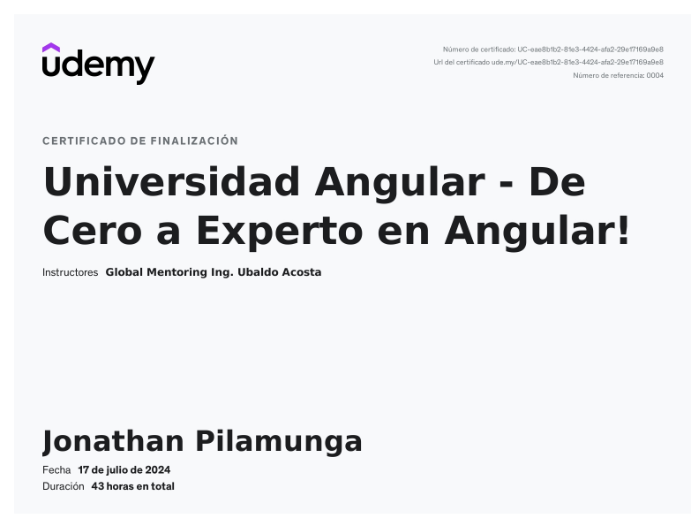 udemy
Número de certificado: UC-eae8b1b2-81e3-4424-afa2-29e17169a9e8
Url del certificado ude.my/UC-eae8b1b2-81e3-4424-afa2-29e17169a9e8
Número de referencia: 0004
CERTIFICADO DE FINALIZACIÓN
Universidad Angular - De
Cero a Experto en Angular!
Instructores Global Mentoring Ing. Ubaldo Acosta
Jonathan Pilamunga
Fecha 17 de julio de 2024
Duración 43 horas en total